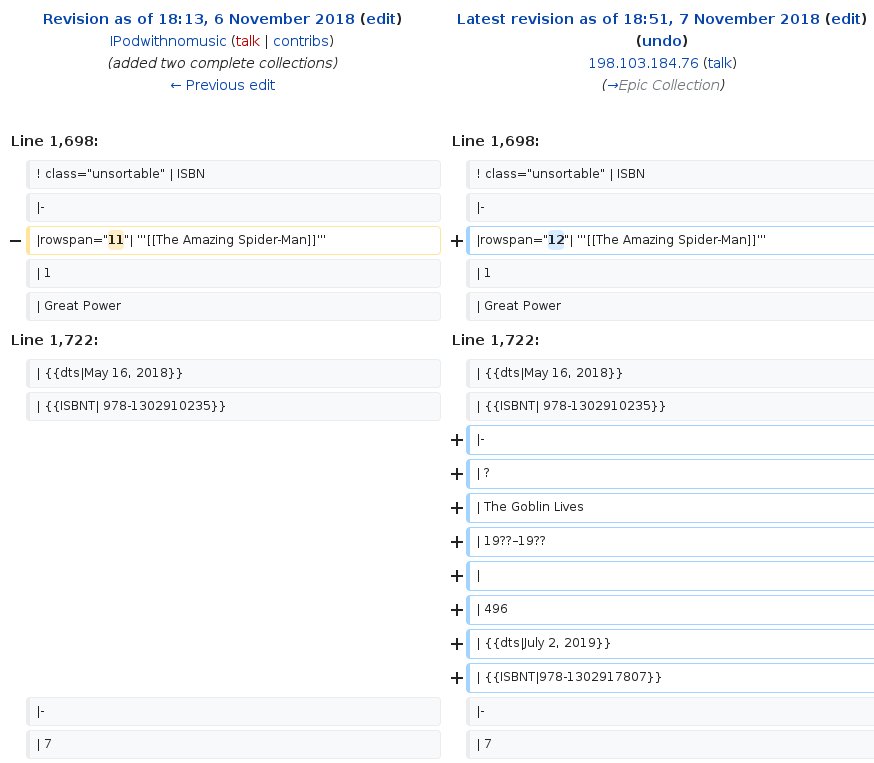 Revision as of 18:13, 6 November 2018 (edit)
IPodwithnomusic (talk | contribs)
(added two complete collections)
← Previous edit
Latest revision as of 18:51, 7 November 2018 (edit)
(undo)
198.103.184.76 (talk)
(→Epic Collection)
Line 1,698:
Line 1,698:
! class="unsortable" | ISBN
! class="unsortable" | ISBN
|-
|-
− |rowspan="11"| '''[[The Amazing Spider-Man]]'''
+ |rowspan="12"| '''[[The Amazing Spider-Man]]'''
| 1
| 1
| Great Power
| Great Power
Line 1,722:
Line 1,722:
| {{dts|May 16, 2018}}
| {{dts|May 16, 2018}}
| {{ISBNT| 978-1302910235}}
| {{ISBNT| 978-1302910235}}
+ |-
+ | ?
+ | The Goblin Lives
+ | 19??–19??
+ |
+ | 496
+ | {{dts|July 2, 2019}}
+ | {{ISBNT|978-1302917807}}
|-
|-
| 7
| 7